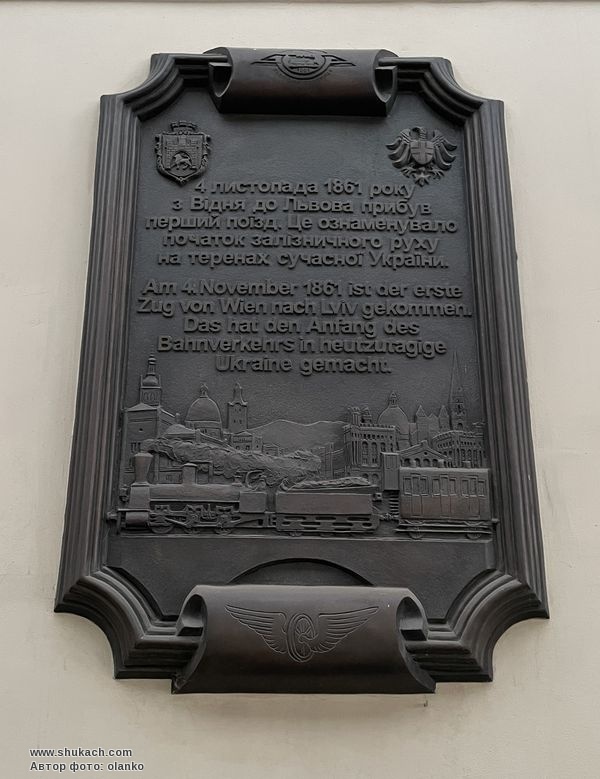 4 листопада 1861 року
з Відня до Львова прибув
перший поїзд. Це ознаменувало
початок залізничного руху
на теренах сучасної України.
Am 4. November 1861 ist der erste
Zug von Wien nach Lviv gekommen.
Das hat den Anfang des
Bahnverkehrs in heutzutagige
Ukraine gemacht.
www.shukach.com
Автор фото: olanko